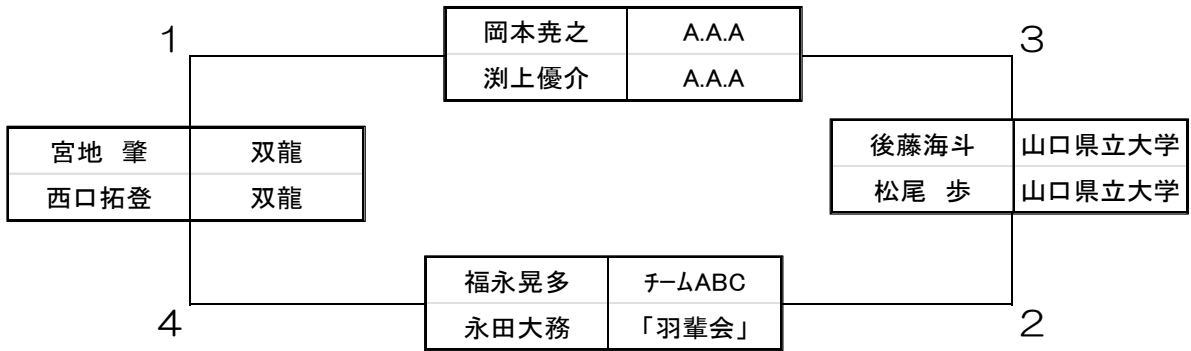 1
岡本尭之 A.A.A
渕上優介 A.A.A
3
宮地 肇 双龍
西口拓登 双龍
後藤海斗 山口県立大学
松尾 歩 山口県立大学
福永晃多 ﾁｰﾑABC
永田大務 「羽輩会」
4
2